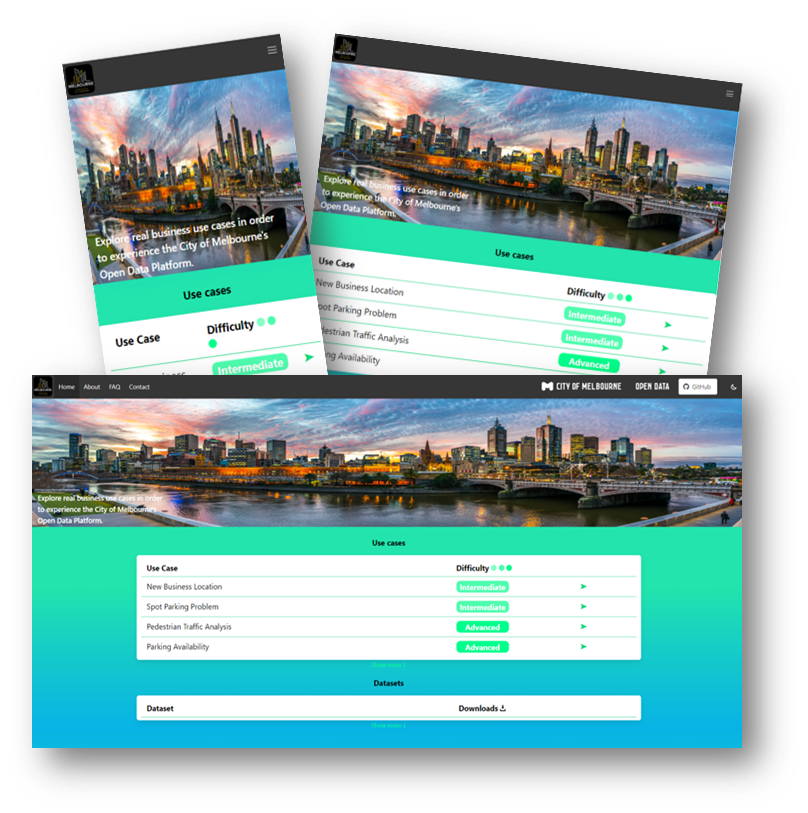 MELBOURNE
Explore real business use cases in order
to experience the City of Melbourne's
Open Data Platform.
Use cases
Use Case
Difficulty
Intermediate
MELBOURNE
Explore real business use cases in order
to experience the City of Melbourne's
Open Data Platform.
Use cases
Use Case
Difficulty
New Business Location
Intermediate
Spot Parking Problem
Intermediate
Pedestrian Traffic Analysis
Advanced
Parking Availability
Home About FAQ Contact
CITY OF MELBOURNE OPEN DATA GitHub
Explore real business use cases in order
to experience the City of Melbourne's
Open Data Platform.
Use cases
Use Case Difficulty
New Business Location Intermediate
Spot Parking Problem Intermediate
Pedestrian Traffic Analysis Advanced
Parking Availability Advanced
Show more
Datasets
Dataset Downloads
Show more